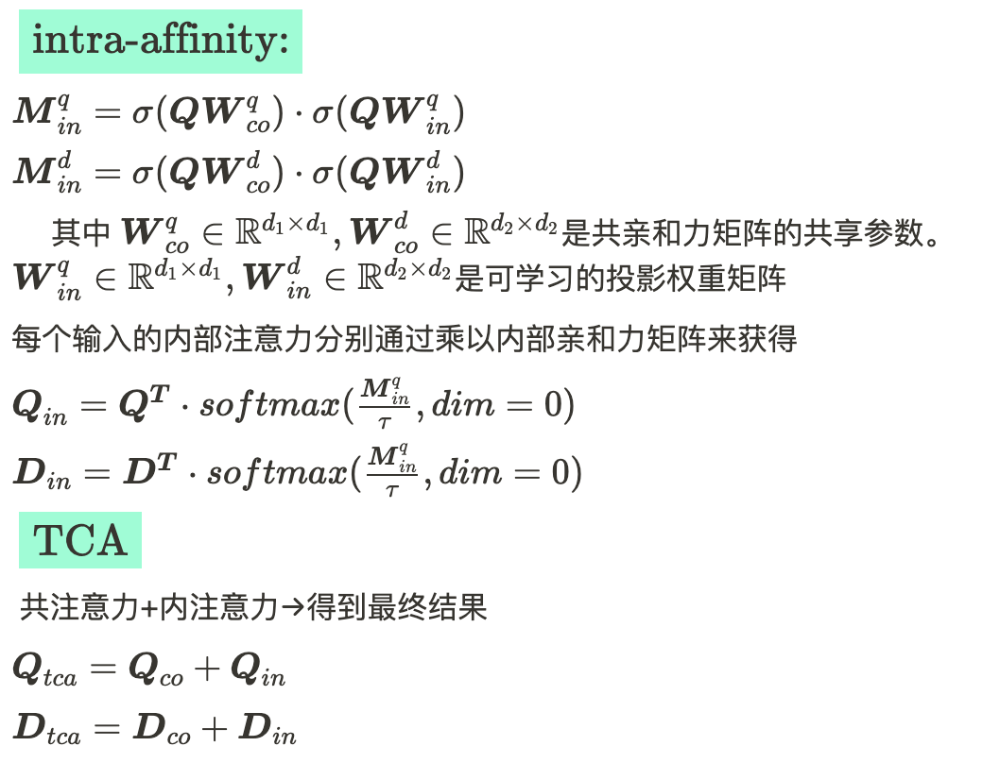 intra-affinity:
$\boldsymbol{M}_{in}^{q} = \sigma(\boldsymbol{Q}\boldsymbol{W}_{co}^{q}) \cdot \sigma(\boldsymbol{Q}\boldsymbol{W}_{in}^{q})$
$\boldsymbol{M}_{in}^{d} = \sigma(\boldsymbol{Q}\boldsymbol{W}_{co}^{d}) \cdot \sigma(\boldsymbol{Q}\boldsymbol{W}_{in}^{d})$
其中 $\boldsymbol{W}_{co}^{q} \in \mathbb{R}^{d_1 \times d_1}, \boldsymbol{W}_{co}^{d} \in \mathbb{R}^{d_2 \times d_2}$是共亲和力矩阵的共享参数。
$\boldsymbol{W}_{in}^{q} \in \mathbb{R}^{d_1 \times d_1}, \boldsymbol{W}_{in}^{d} \in \mathbb{R}^{d_2 \times d_2}$是可学习的投影权重矩阵
每个输入的内部注意力分别通过乘以内部亲和力矩阵来获得
$\boldsymbol{Q}_{in} = \boldsymbol{Q}^{T} \cdot softmax(\frac{\boldsymbol{M}_{in}^{q}}{\tau}, dim = 0)$
$\boldsymbol{D}_{in} = \boldsymbol{D}^{T} \cdot softmax(\frac{\boldsymbol{M}_{in}^{q}}{\tau}, dim = 0)$
TCA
共注意力+内注意力→得到最终结果
$\boldsymbol{Q}_{tca} = \boldsymbol{Q}_{co} + \boldsymbol{Q}_{in}$
$\boldsymbol{D}_{tca} = \boldsymbol{D}_{co} + \boldsymbol{D}_{in}$